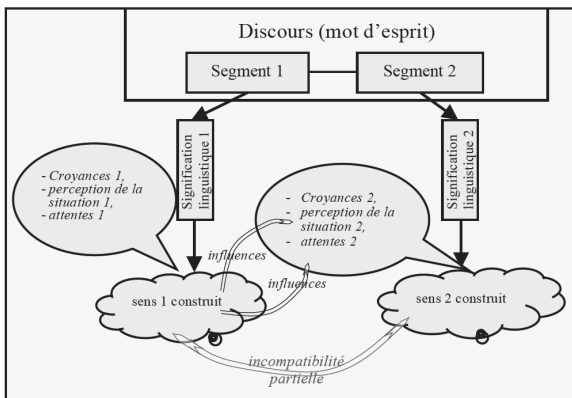 Discours (mot d'esprit)
Segment 1
Segment 2
Signification
linguistique 1
Signification
linguistique 2
- Croyances 1,
- perception de la
situation 1,
- attentes 1
- Croyances 2,
- perception de la
situation 2,
- attentes 2
influences
influences
sens 1 construit
sens 2 construit
incompatibilité
partielle